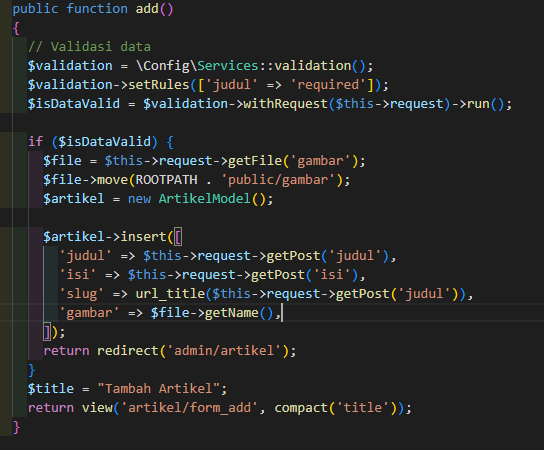 public function add()
{
// Validasi data
$validation = \Config\Services::validation();
$validation->setRules(['judul' => 'required']);
$isDataValid = $validation->withRequest($this->request)->run();
if ($isDataValid) {
$file = $this->request->getFile('gambar');
$file->move(ROOTPATH . 'public/gambar');
$artikel = new ArtikelModel();
$artikel->insert([
'judul' => $this->request->getPost('judul'),
'isi' => $this->request->getPost('isi'),
'slug' => url_title($this->request->getPost('judul')),
'gambar' => $file->getName(),
]);
return redirect('admin/artikel');
}
$title = "Tambah Artikel";
return view('artikel/form_add', compact('title'));
}